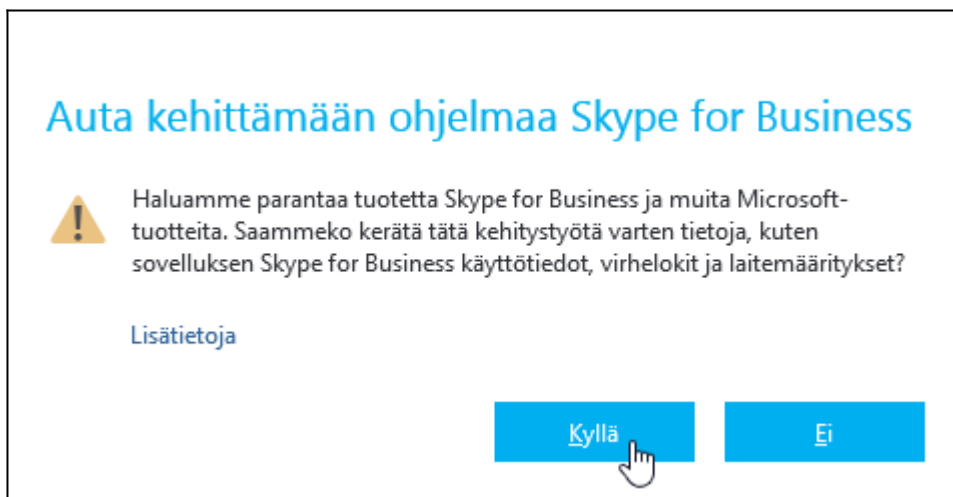 Auta kehittämään ohjelmaa Skype for Business
Haluamme parantaa tuotetta Skype for Business ja muita Microsoft-
tuotteita. Saammeko kerätä tätä kehitystyötä varten tietoja, kuten
sovelluksen Skype for Business käyttötiedot, virhelokit ja laitemääritykset?
Lisätietoja
Kyllä
Ei